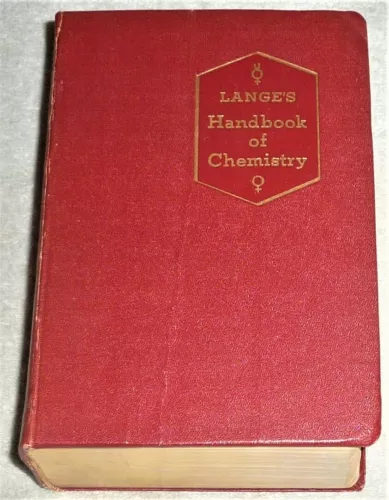 LANGE'S
Handbook
of
Chemistry